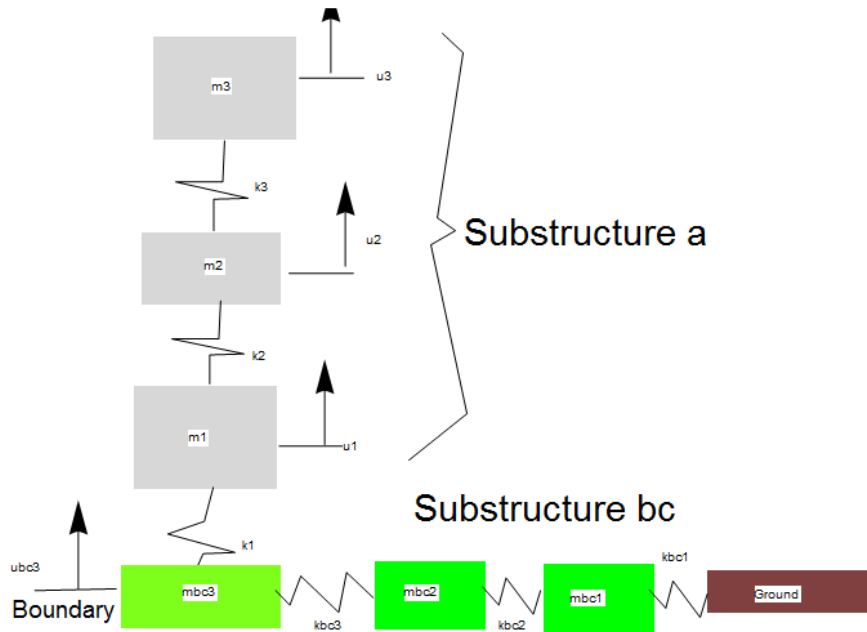 m3
u3
k3
u2
m2
Substructure a
k2
m1
u1
Substructure bc
k1
kbc1
ubc3
mbc3
mbc2
mbc1
Ground
Boundary
kbc3
kbc2